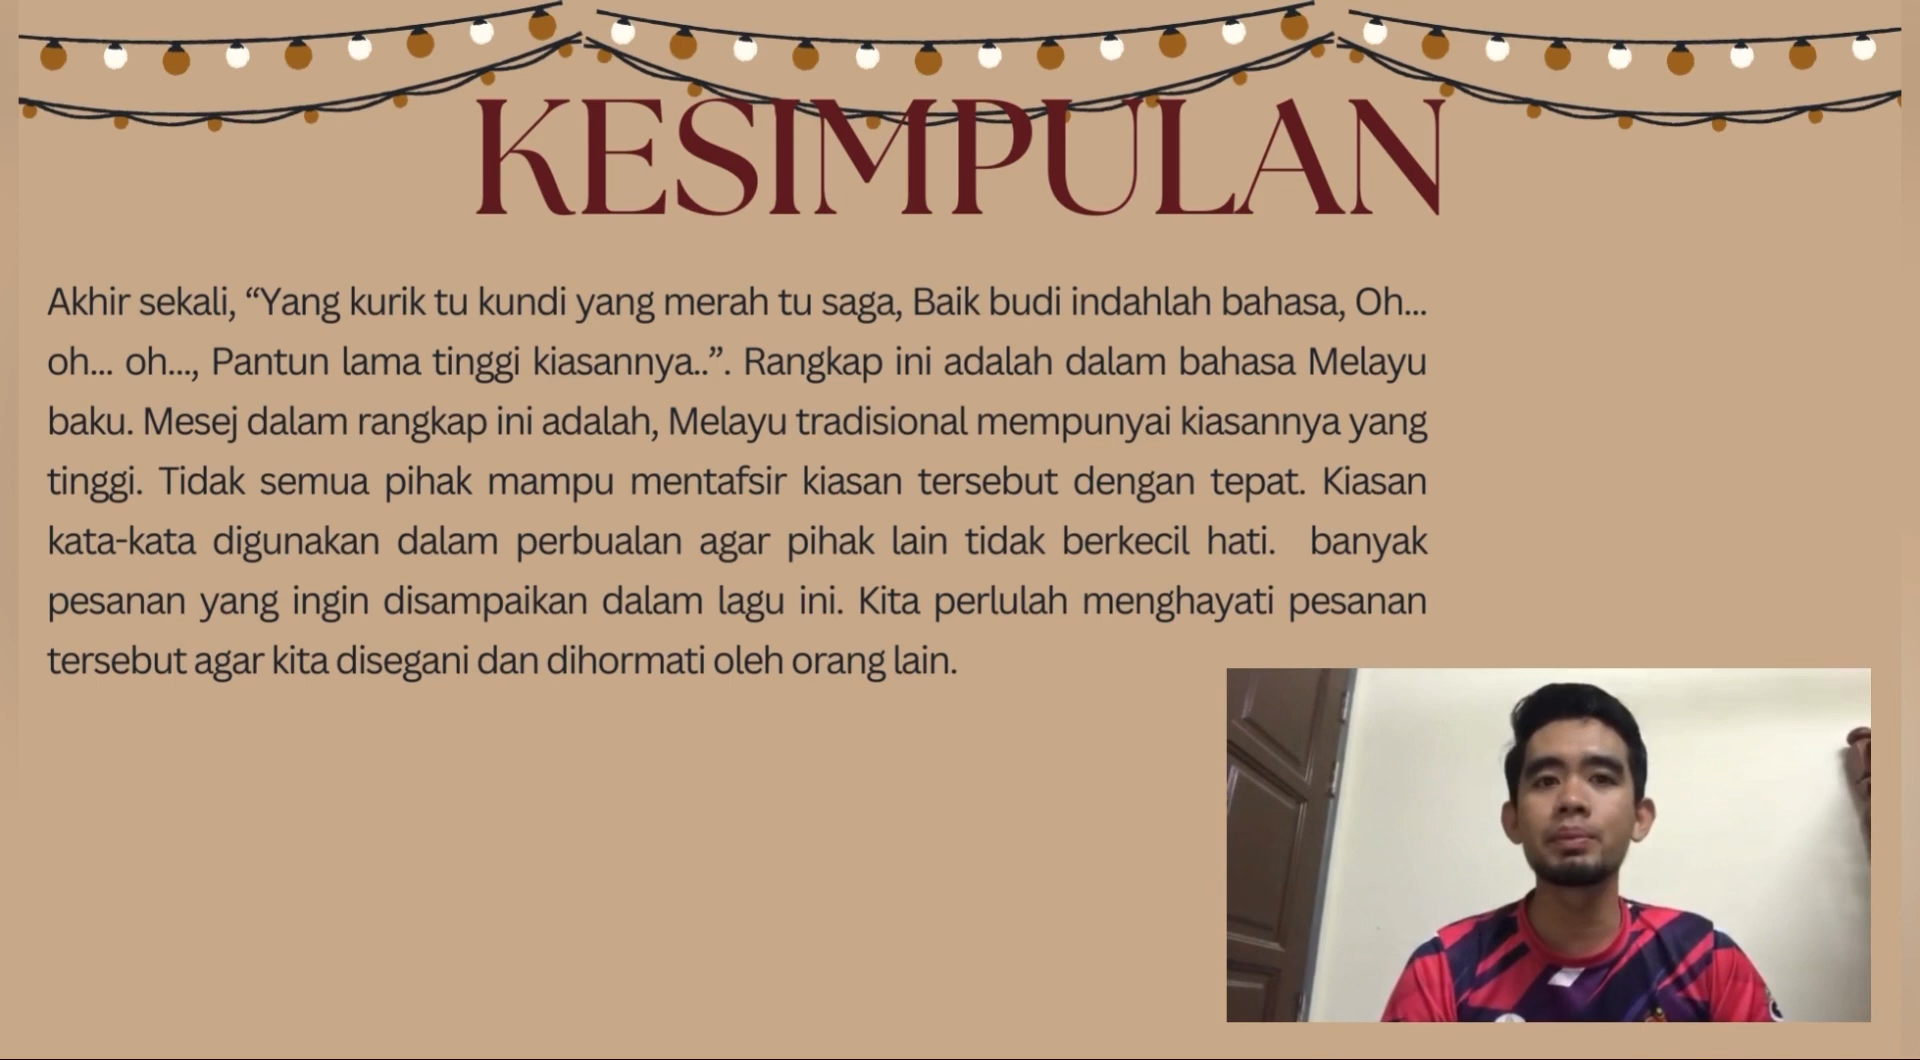 KESIMPULAN
Akhir sekali, “Yang kurik tu kundi yang merah tu saga, Baik budi indahlah bahasa, Oh...
oh... oh..., Pantun lama tinggi kiasannya..”. Rangkap ini adalah dalam bahasa Melayu
baku. Mesej dalam rangkap ini adalah, Melayu tradisional mempunyai kiasannya yang
tinggi. Tidak semua pihak mampu mentafsir kiasan tersebut dengan tepat. Kiasan
kata-kata digunakan dalam perbualan agar pihak lain tidak berkecil hati. banyak
pesanan yang ingin disampaikan dalam lagu ini. Kita perlulah menghayati pesanan
tersebut agar kita disegani dan dihormati oleh orang lain.